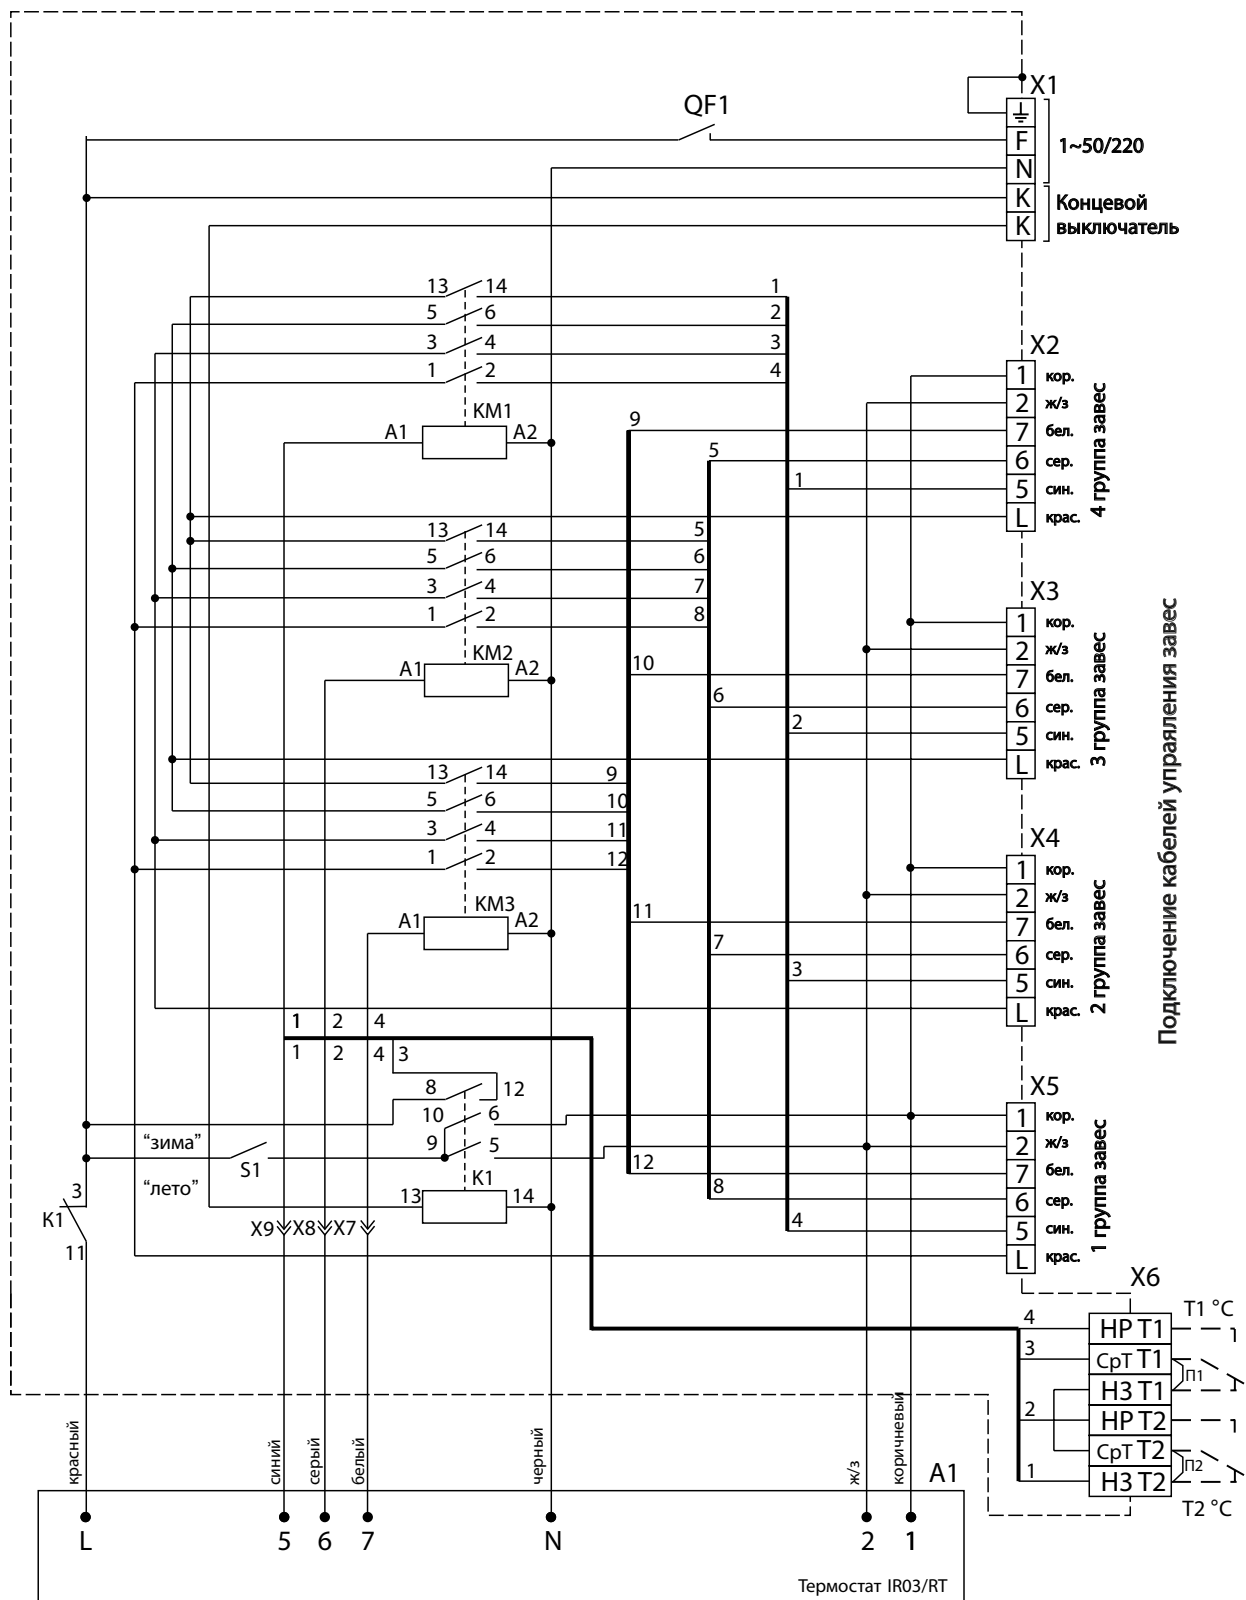 X1
QF1
F
1~50/220
N
K
Концевой
K
выключатель
13 14 1
5 6 2
3 4 3
1 2 4
KM1
A1 A2
X2
1 кор.
2 ж/з
9 7 бел.
5 6 сер.
1 5 син.
L крас.
4 группа завес
13 14 5
5 6 6
3 4 7
1 2 8
KM2
A1 A2
X3
1 кор.
2 ж/з
10 7 бел.
6 6 сер.
2 5 син.
L крас.
3 группа завес
Подключение кабелей упраяления завес
13 14 9
5 6 10
3 4 11
1 2 12
KM3
A1 A2
X4
1 кор.
2 ж/з
11 7 бел.
7 6 сер.
3 5 син.
L крас.
2 группа завес
1 2 4
1 2 4 3
8 12
10 6
9 5
“зима”
S1
“лето”
K1
13 14
3
K1
11
X9 X8 X7
X5
1 кор.
2 ж/з
12 7 бел.
8 6 сер.
4 5 син.
L крас.
1 группа завес
X6
T1 °C
4 НР T1
3 СрТ T1
П1
НЗ T1
2 НР T2
СрТ T2
П2
1 НЗ T2
T2 °C
красный
синий
серый
белый
черный
ж/з
коричневый
A1
L 5 6 7 N 2 1
Термостат IR03/RT